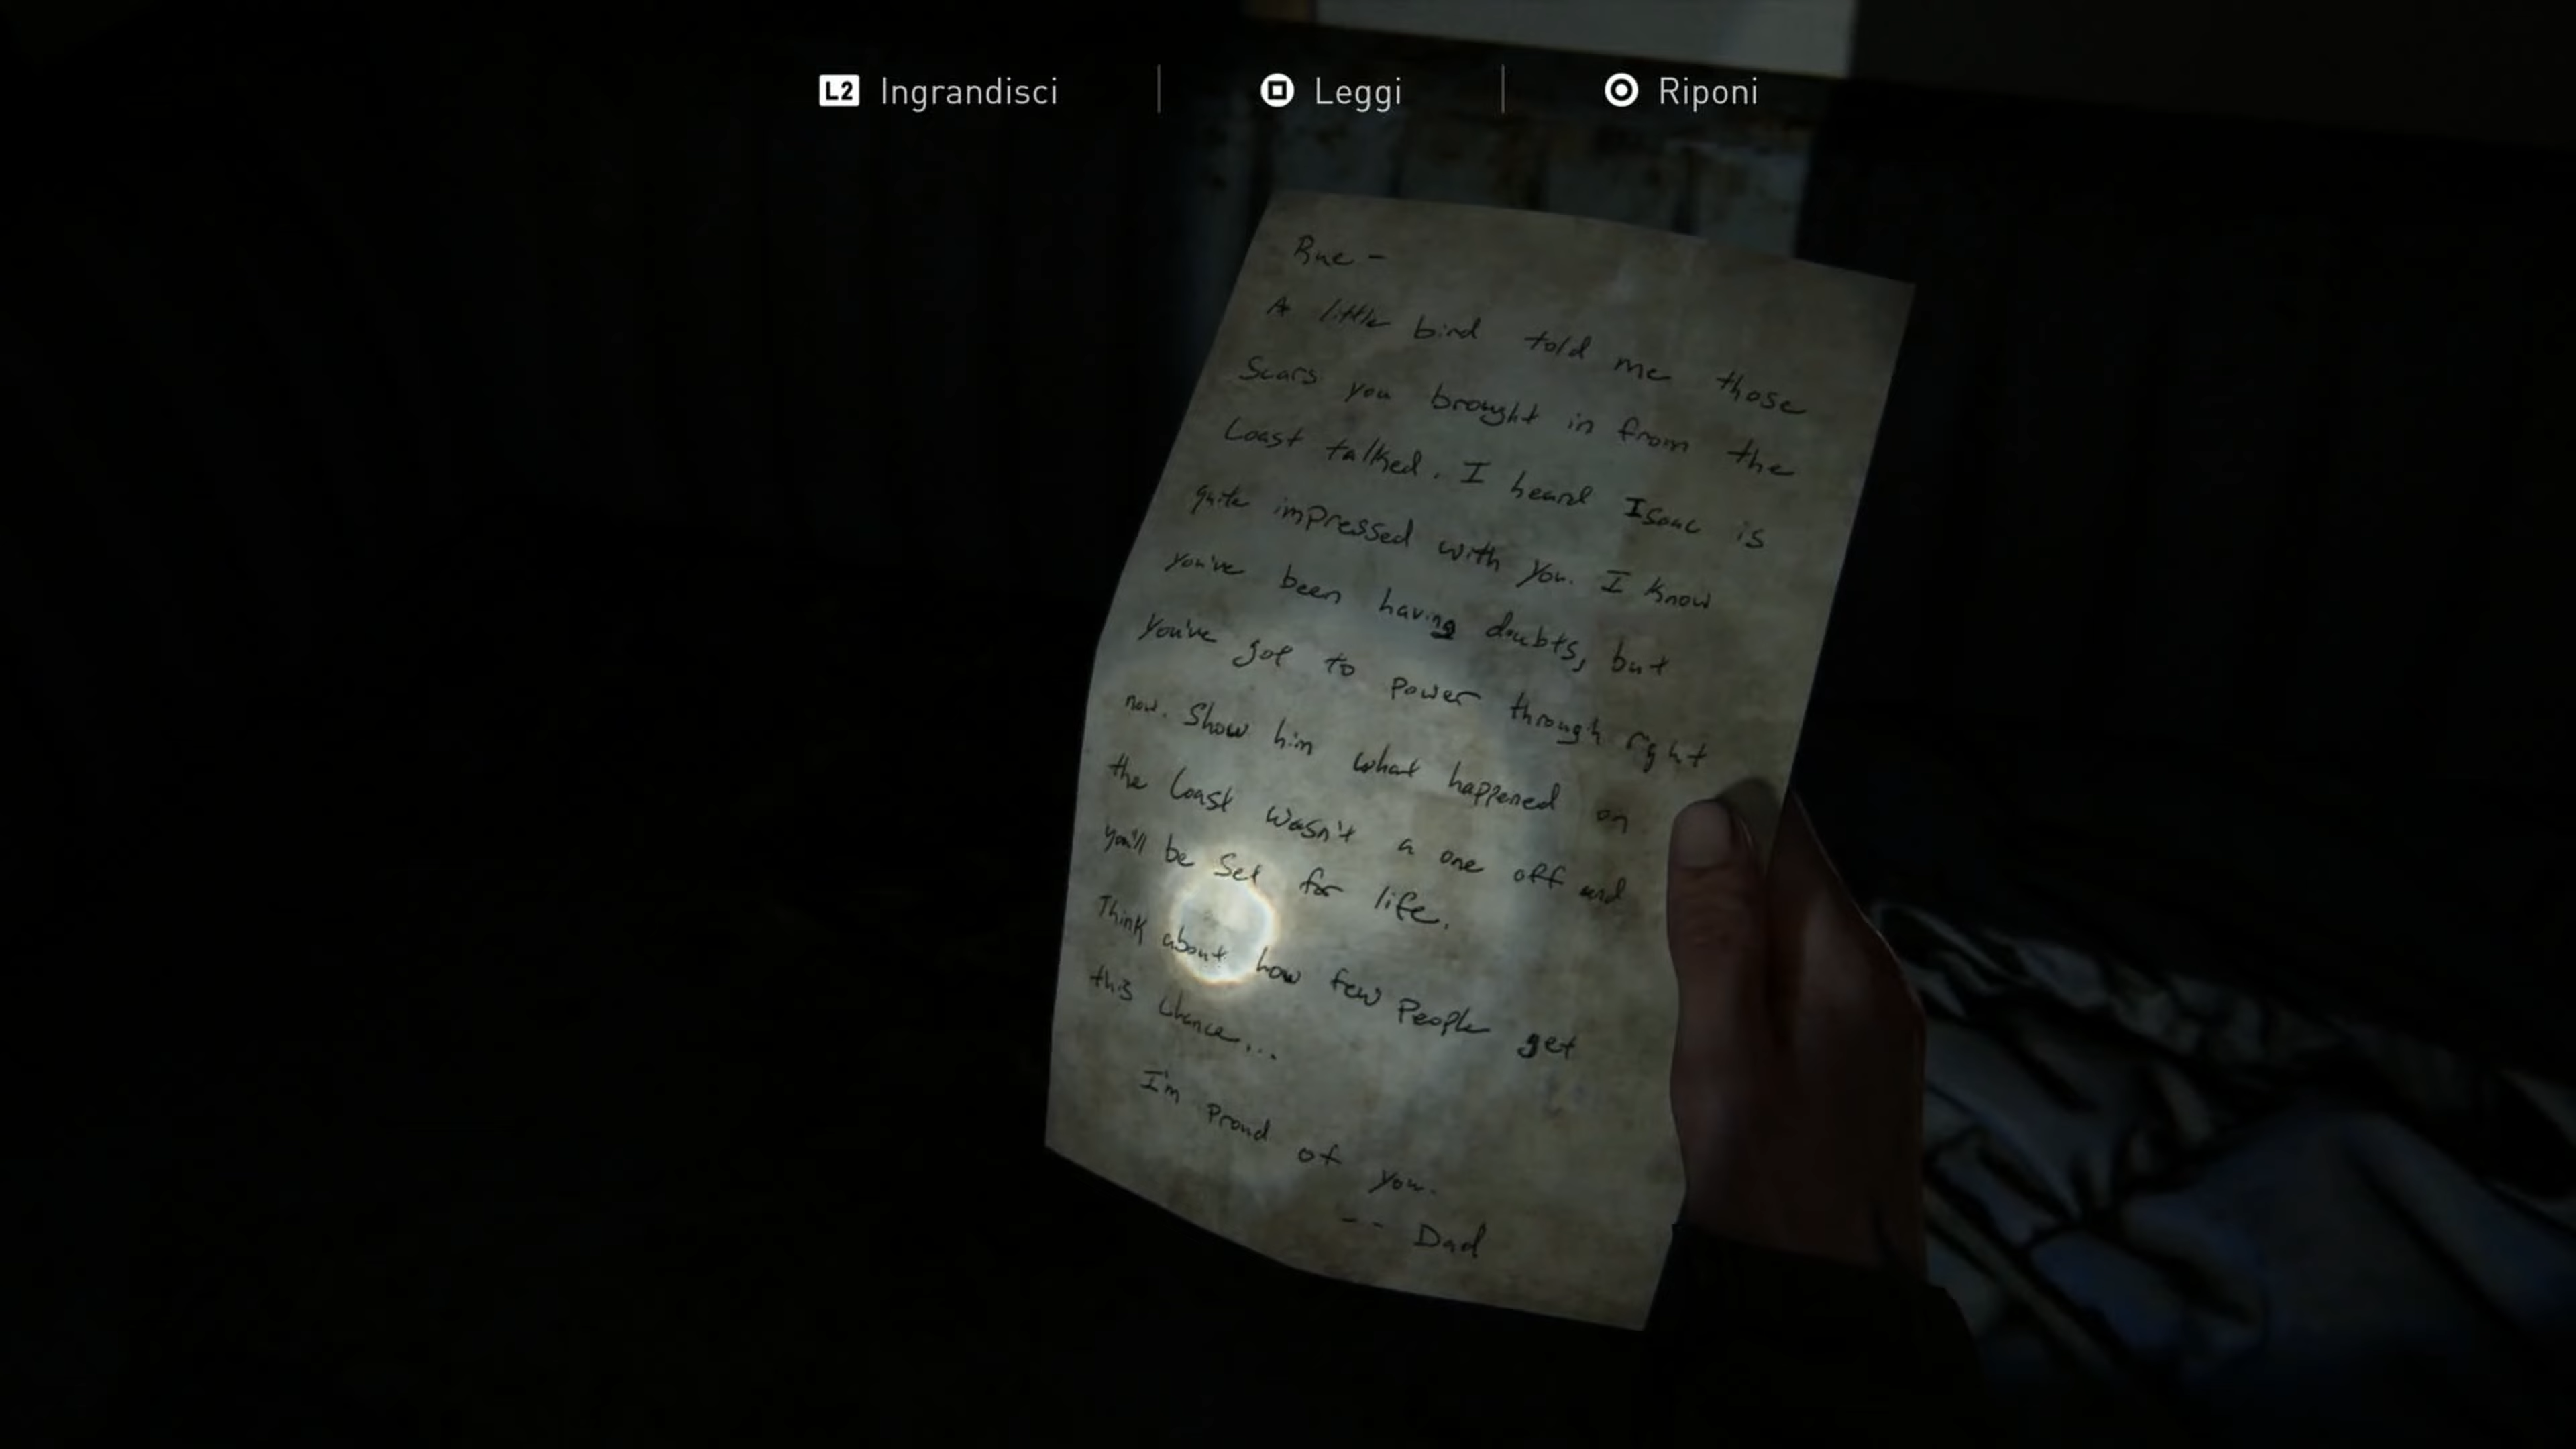 L2 Ingrandisci
Leggi
Riponi
Rue -
A little bird told me those
Scars you brought in from the
Coast talked. I heard Isaac is
quite impressed with you. I know
you've been having doubts, but
you've got to power through right
now. Show him what happened on
the Coast wasn't a one off and
you'll be set for life.
Think about how few people get
this chance...
I'm proud of you.
-- Dad